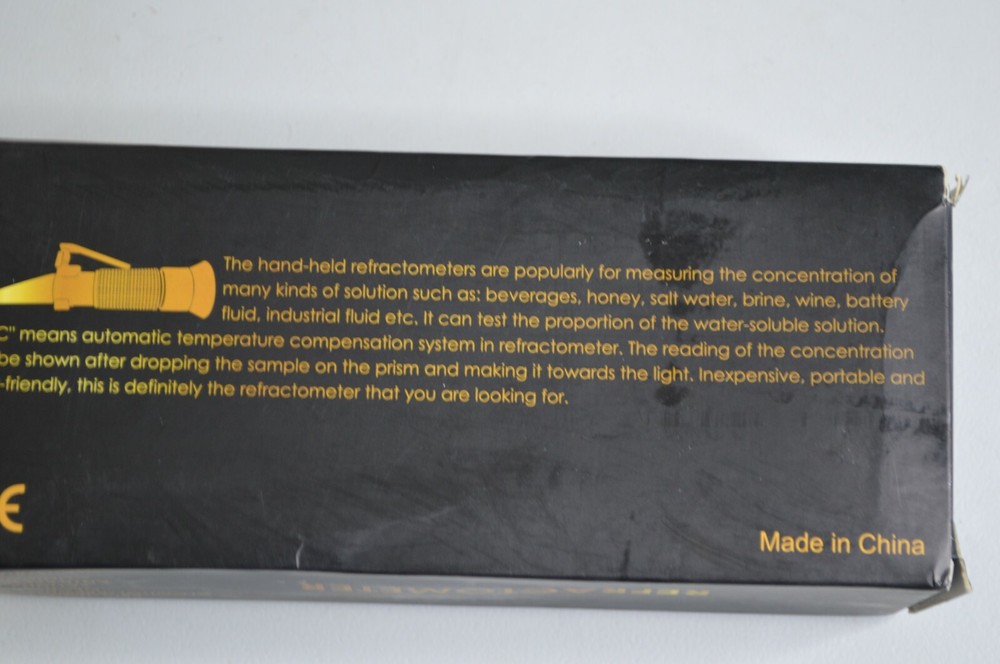 The hand-held refractometers are popularly for measuring the concentration of
many kinds of solution such as: beverages, honey, salt water, brine, wine, battery
fluid, industrial fluid etc. It can test the proportion of the water-soluble solution.
C" means automatic temperature compensation system in refractometer. The reading of the concentration
be shown after dropping the sample on the prism and making it towards the light. Inexpensive, portable and
-friendly, this is definitely the refractometer that you are looking for.
Made in China
REFRACTOMETER